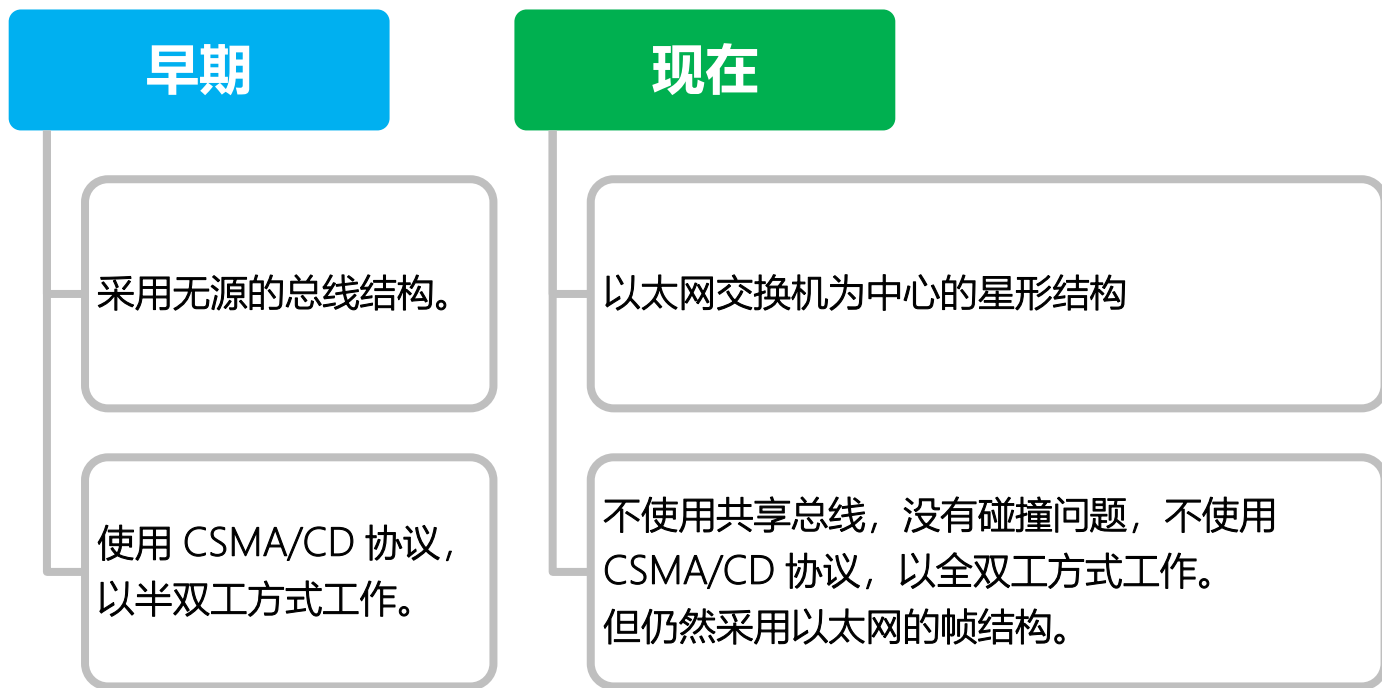 早期
采用无源的总线结构。
使用 CSMA/CD 协议，
以半双工方式工作。
现在
以太网交换机为中心的星形结构
不使用共享总线，没有碰撞问题，不使用
CSMA/CD 协议，以全双工方式工作。
但仍然采用以太网的帧结构。